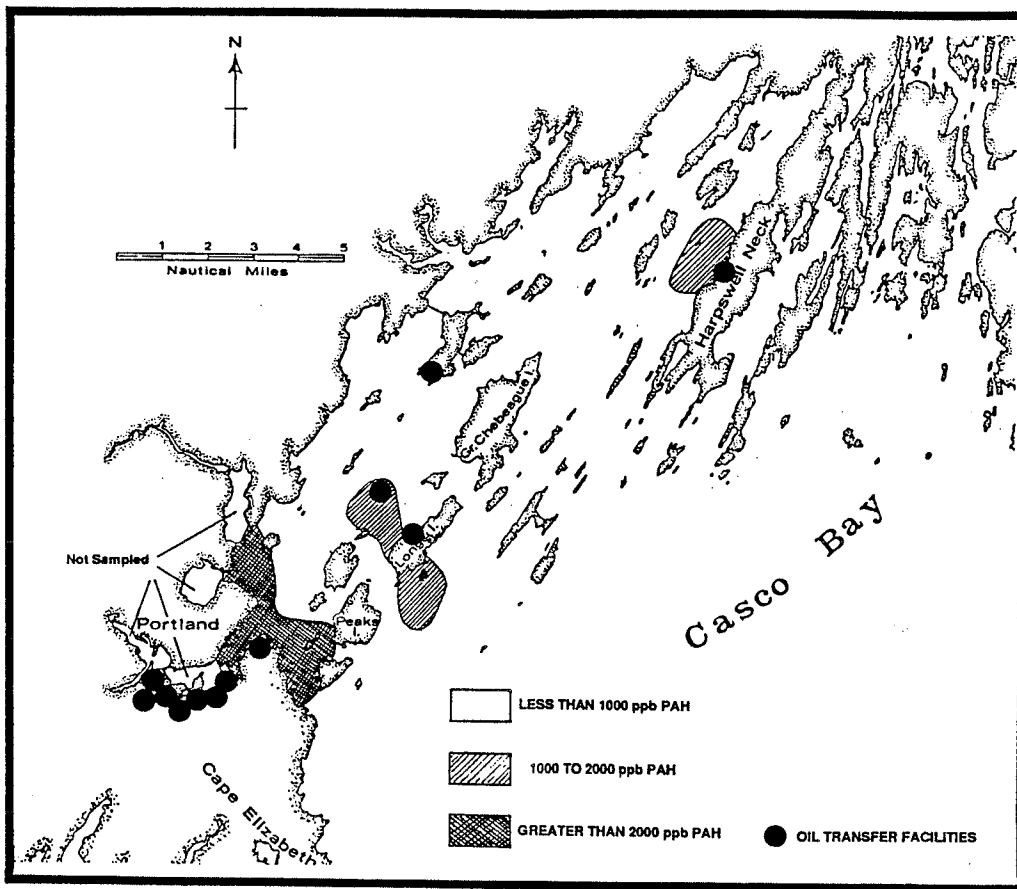 N
1 2 3 4 5
Nautical Miles
Harpswell Neck
Gr. Chebeague I.
Long I.
Not Sampled
Portland
Peaks
I.
Casco Bay
Cape Elizabeth
LESS THAN 1000 ppb PAH
1000 TO 2000 ppb PAH
GREATER THAN 2000 ppb PAH
OIL TRANSFER FACILITIES